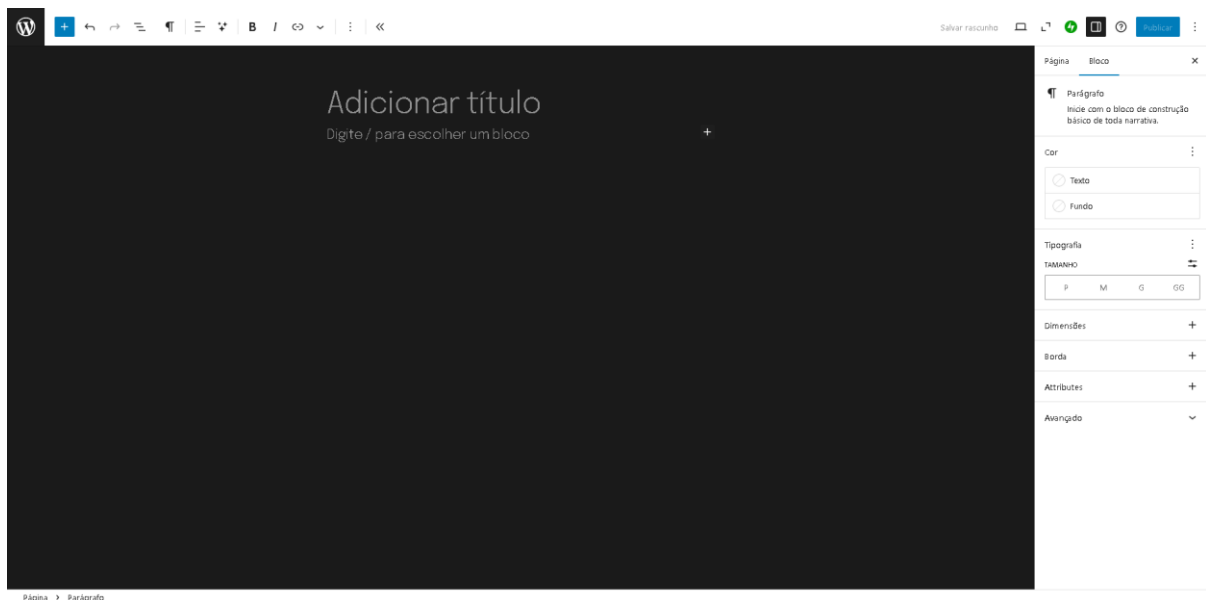 B I Salvar rascunho Publicar
Página Bloco
Adicionar título
Digite / para escolher um bloco
Parágrafo
Inicie com o bloco de construção
básico de toda narrativa.
Cor
Texto
Fundo
Tipografia
TAMANHO
P M G GG
Dimensões
Borda
Attributes
Avançado
Página > Parágrafo